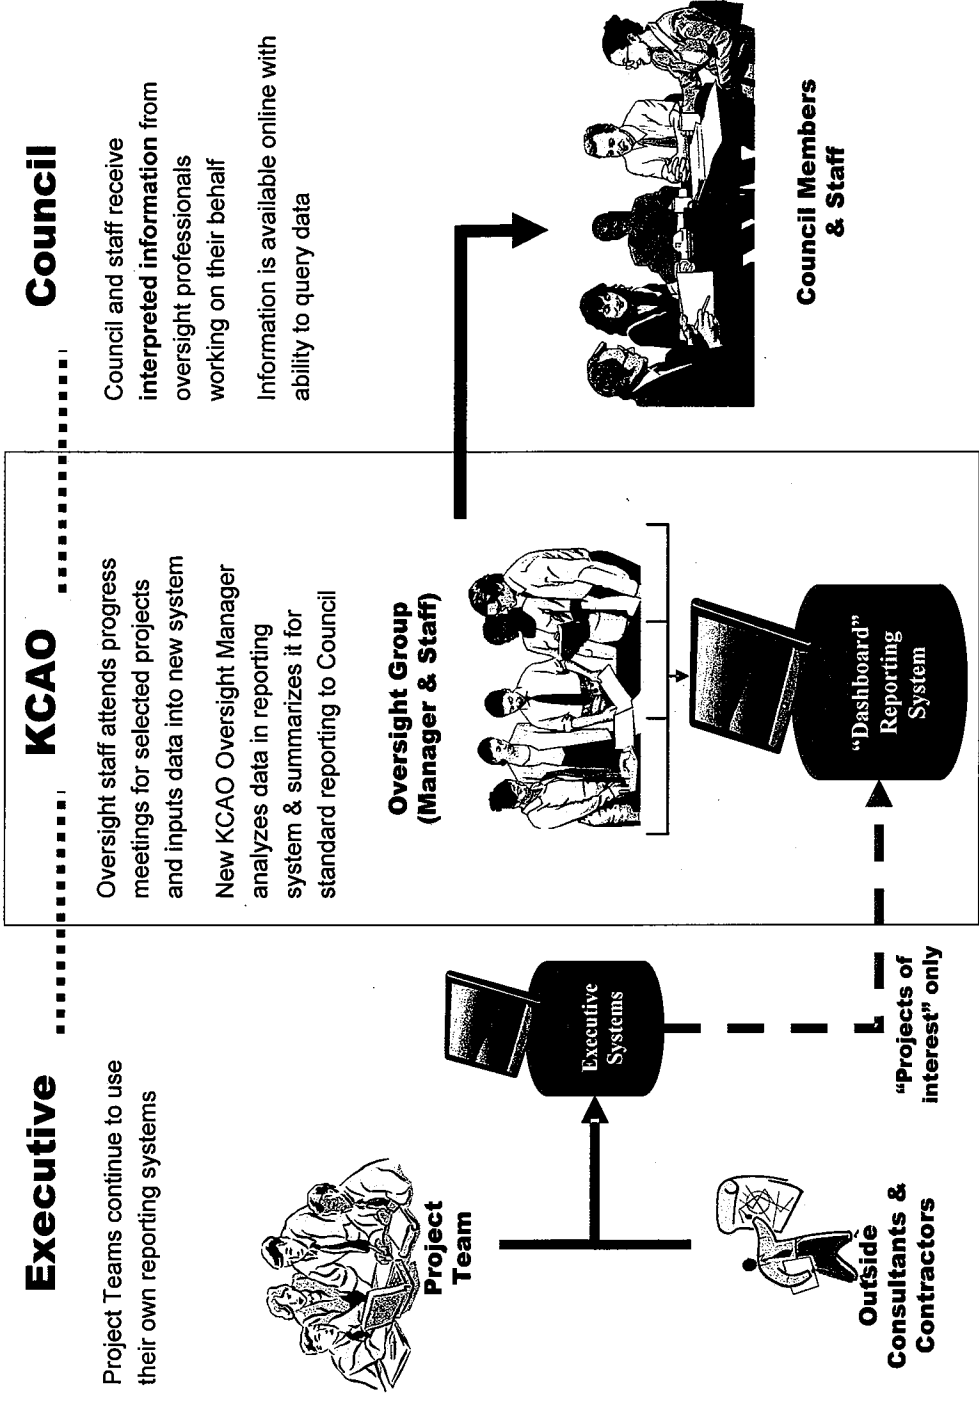 Executive
Project Teams continue to use
their own reporting systems
Project
Team
Outside
Consultants &
Contractors
Executive
Systems
“Projects of
interest” only
KCAO
Oversight staff attends progress
meetings for selected projects
and inputs data into new system
New KCAO Oversight Manager
analyzes data in reporting
system & summarizes it for
standard reporting to Council
Oversight Group
(Manager & Staff)
“Dashboard”
Reporting
System
Council
Council and staff receive
interpreted information from
oversight professionals
working on their behalf
Information is available online with
ability to query data
Council Members
& Staff